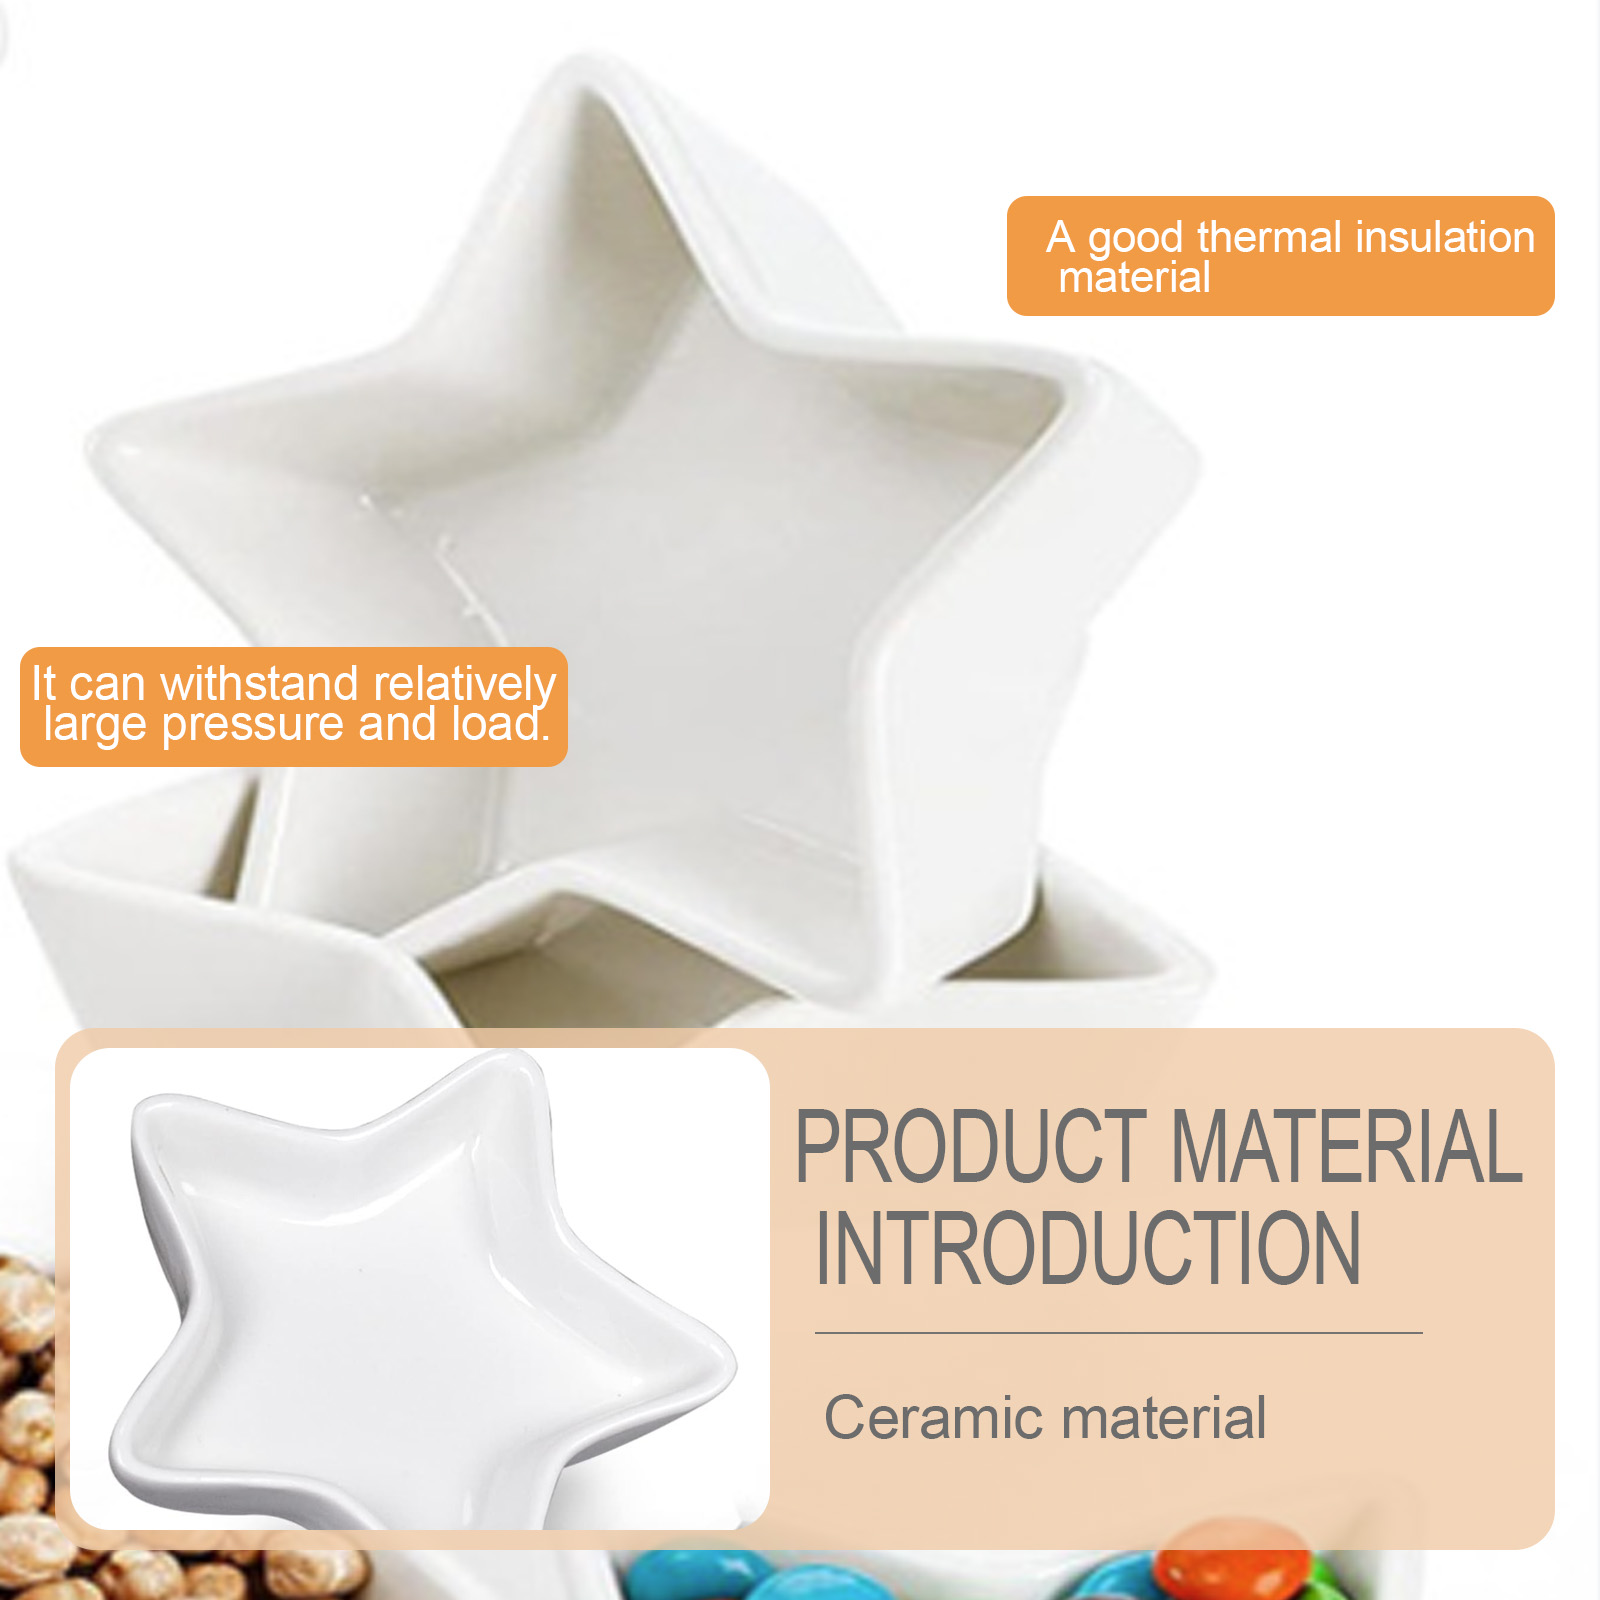 A good thermal insulation
material
It can withstand relatively
large pressure and load.
PRODUCT MATERIAL
INTRODUCTION
Ceramic material